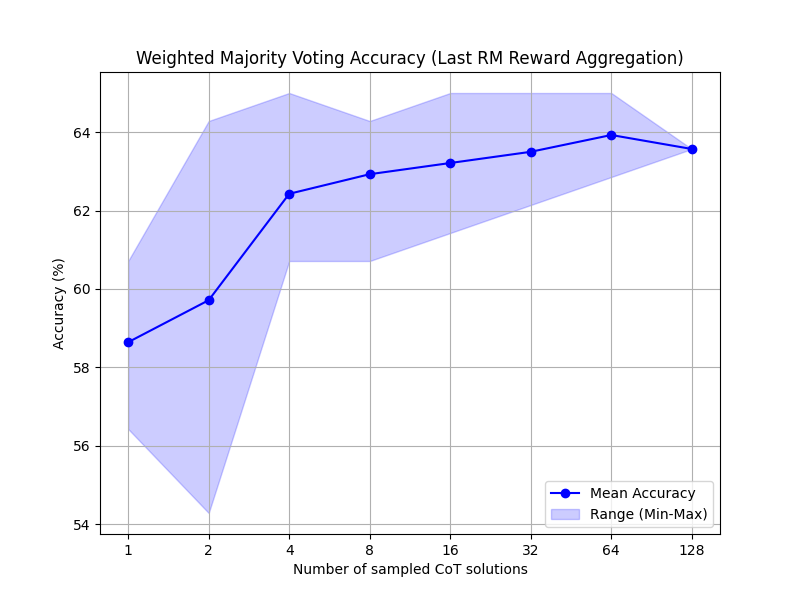 Weighted Majority Voting Accuracy (Last RM Reward Aggregation)
Accuracy (%)
64
62
60
58
56
54
Mean Accuracy
Range (Min-Max)
1 2 4 8 16 32 64 128
Number of sampled CoT solutions